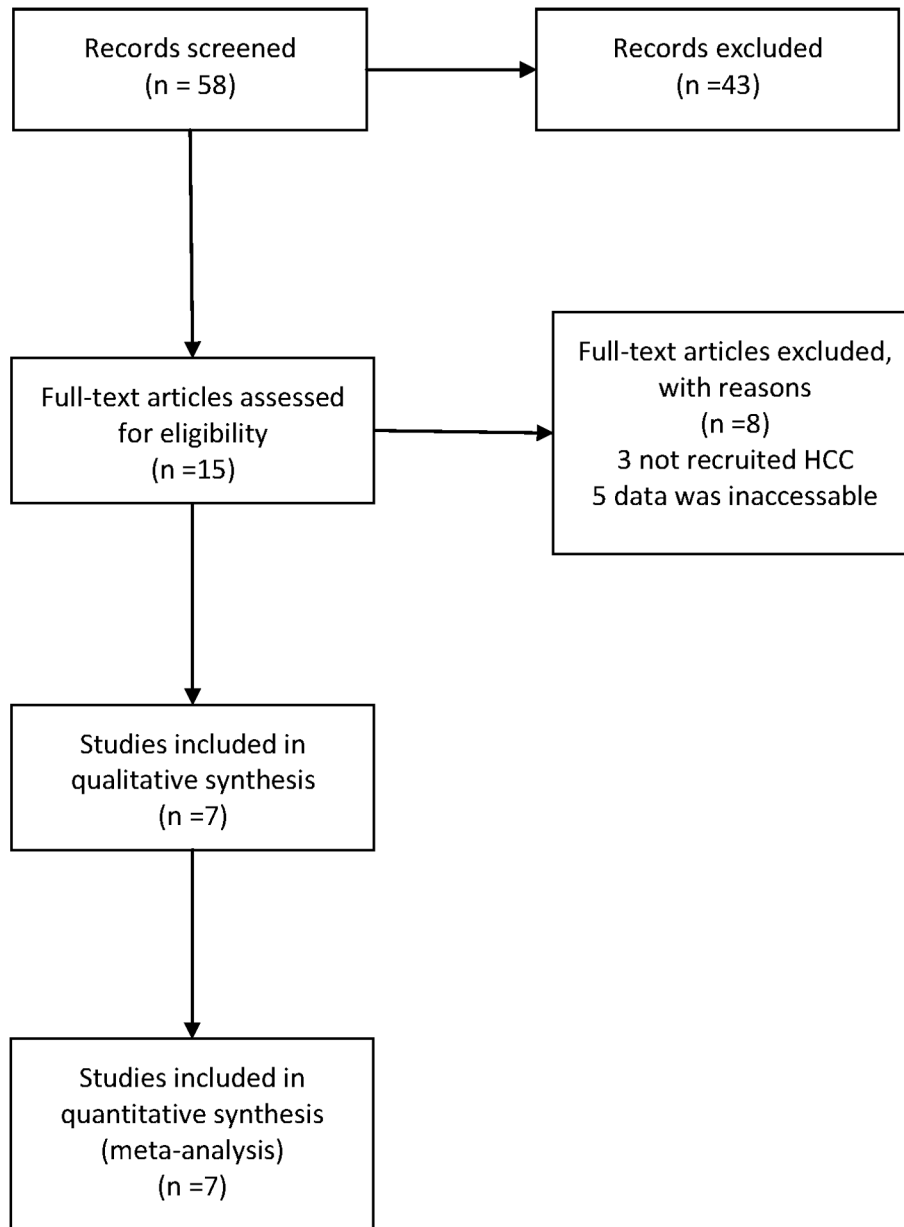 Records screened
(n = 58)
Records excluded
(n =43)
Full-text articles assessed
for eligibility
(n =15)
Full-text articles excluded,
with reasons
(n =8)
3 not recruited HCC
5 data was inaccessable
Studies included in
qualitative synthesis
(n =7)
Studies included in
quantitative synthesis
(meta-analysis)
(n =7)